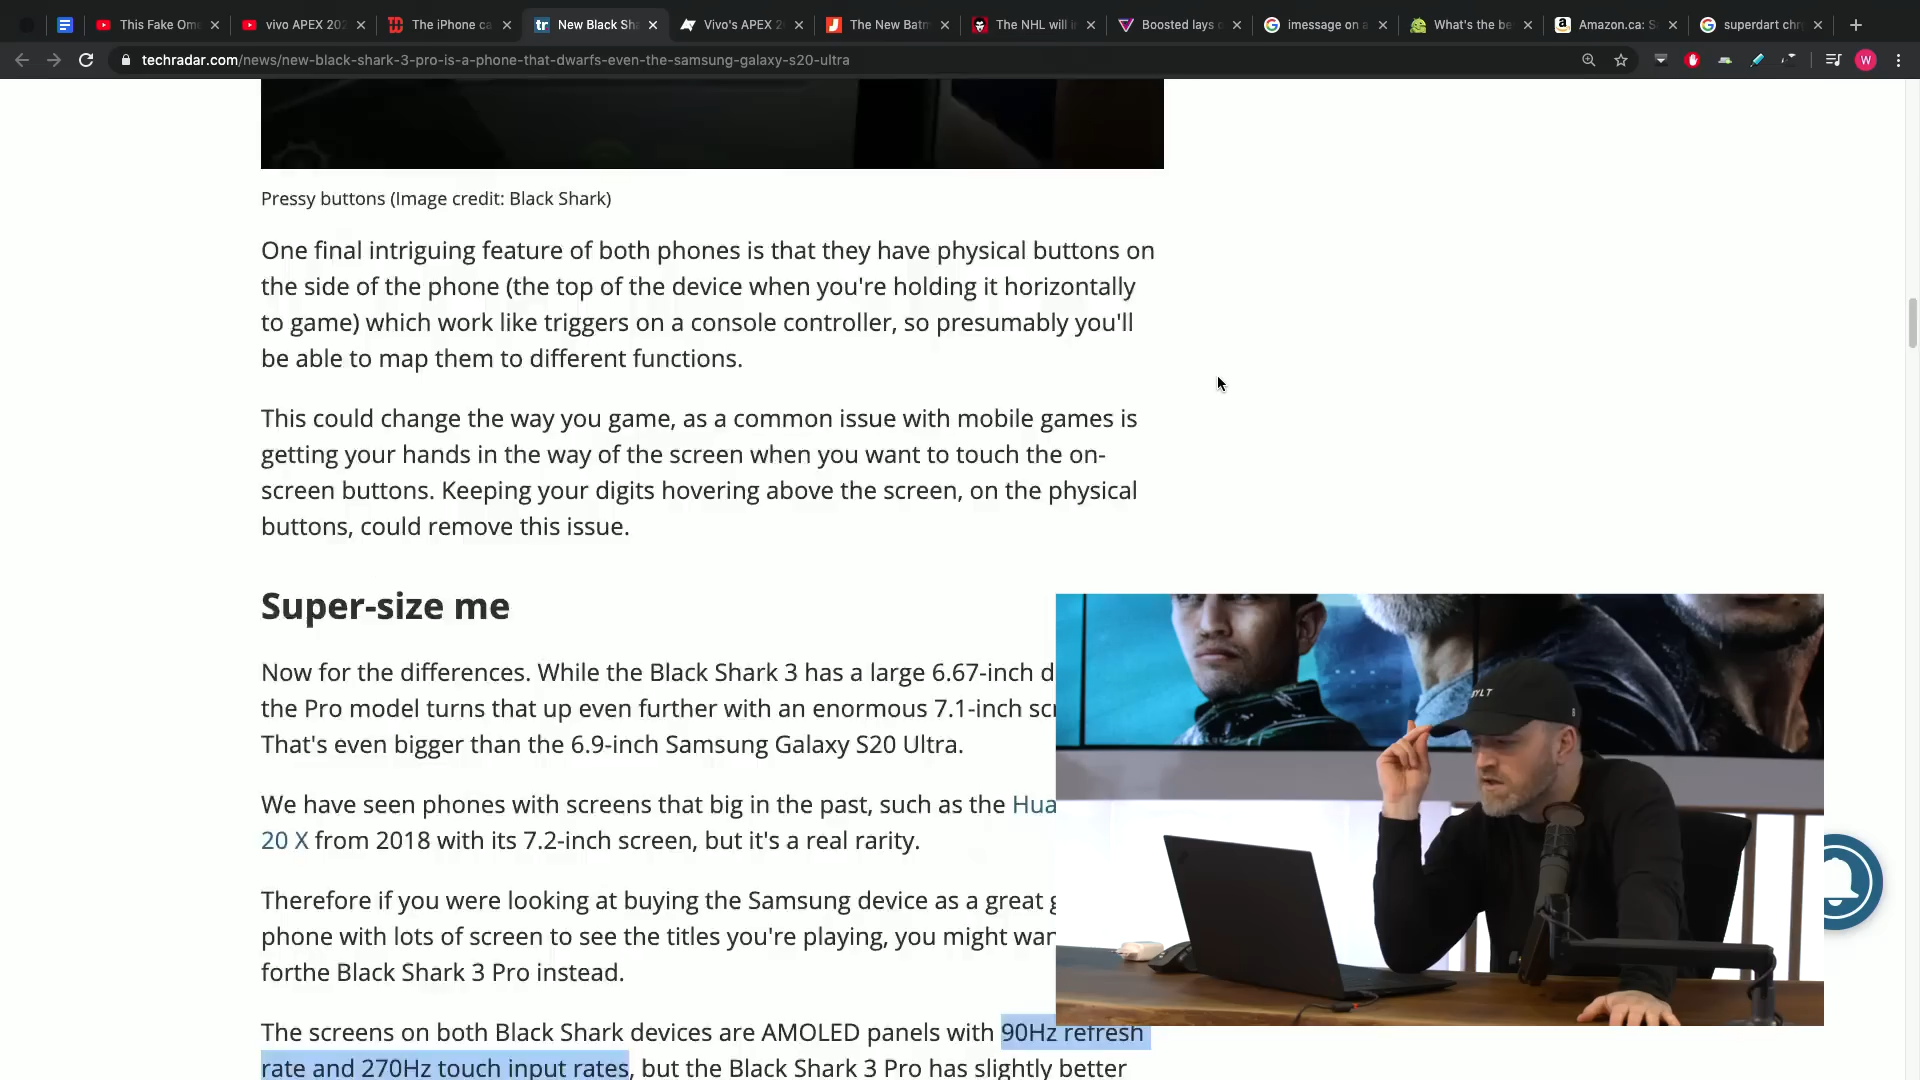 This Fake Om
vivo APEX 202
The iPhone ca
New Black Sha
Vivo's APEX 2
The New Batm
The NHL will i
Boosted lays o
imessage on a
What's the be
Amazon.ca: S
superdart chr
techradar.com/news/new-black-shark-3-pro-is-a-phone-that-dwarfs-even-the-samsung-galaxy-s20-ultra
W
Pressy buttons (Image credit: Black Shark)
One final intriguing feature of both phones is that they have physical buttons on
the side of the phone (the top of the device when you're holding it horizontally
to game) which work like triggers on a console controller, so presumably you'll
be able to map them to different functions.
This could change the way you game, as a common issue with mobile games is
getting your hands in the way of the screen when you want to touch the on-
screen buttons. Keeping your digits hovering above the screen, on the physical
buttons, could remove this issue.
Super-size me
Now for the differences. While the Black Shark 3 has a large 6.67-inch d
the Pro model turns that up even further with an enormous 7.1-inch scr
That's even bigger than the 6.9-inch Samsung Galaxy S20 Ultra.
We have seen phones with screens that big in the past, such as the Hua
20 X from 2018 with its 7.2-inch screen, but it's a real rarity.
Therefore if you were looking at buying the Samsung device as a great g
phone with lots of screen to see the titles you're playing, you might wan
forthe Black Shark 3 Pro instead.
The screens on both Black Shark devices are AMOLED panels with 90Hz refresh
rate and 270Hz touch input rates, but the Black Shark 3 Pro has slightly better